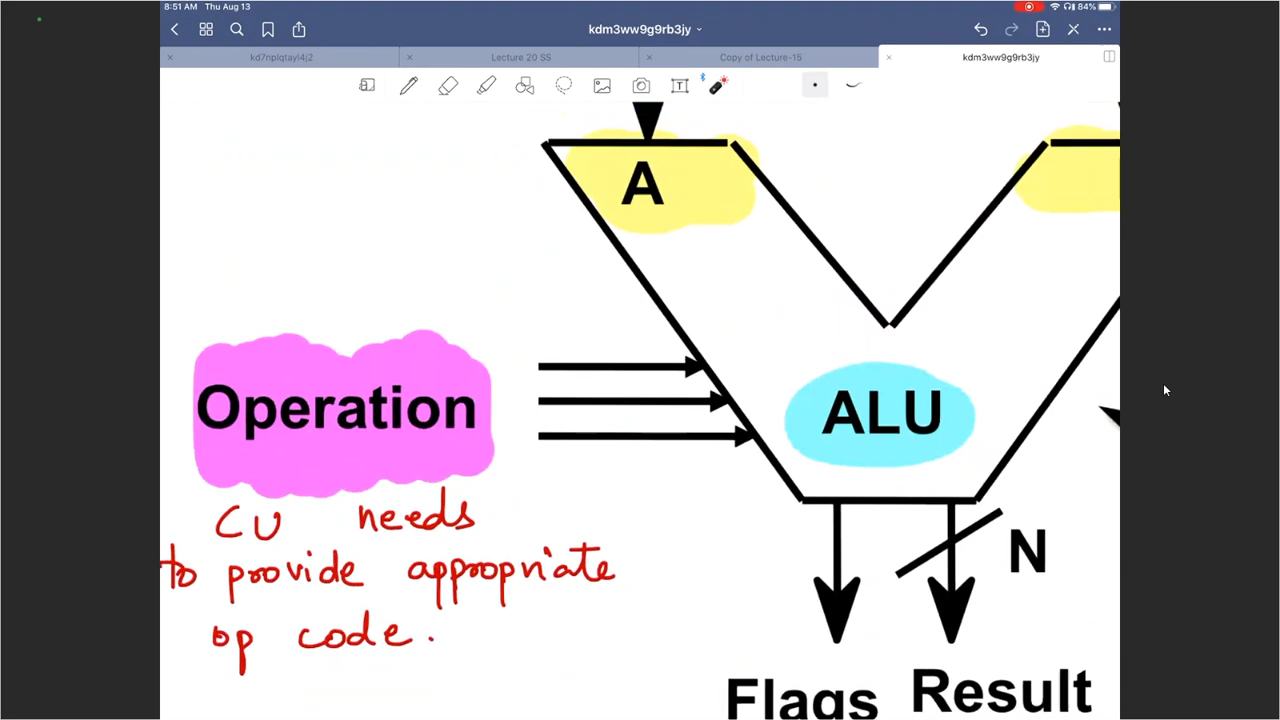 8:51 AM Thu Aug 13
84%
kdm3ww9g9rb3jy
kd7nplqtayl4j2
Lecture 20 SS
Copy of Lecture-15
kdm3ww9g9rb3jy
T
A
Operation
ALU
CU needs
to provide appropriate
op code.
N
Flags
Result